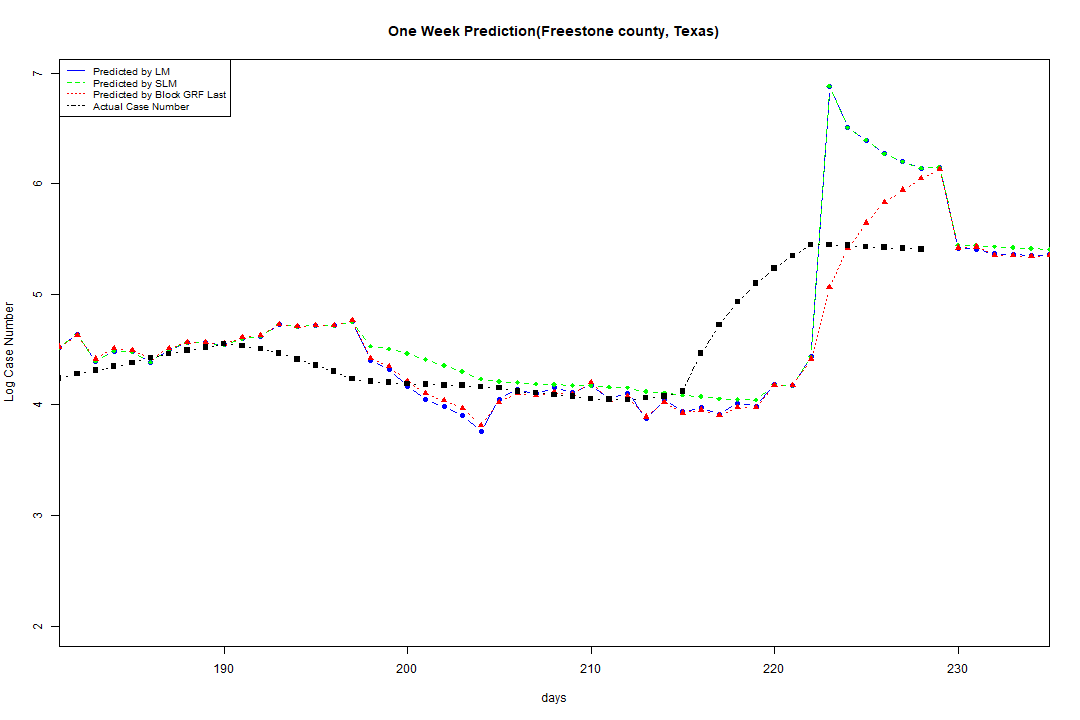 One Week Prediction(Freestone county, Texas)
Predicted by LM
Predicted by SLM
Predicted by Block GRF Last
Actual Case Number
7
6
5
4
3
2
Log Case Number
190 200 210 220 230
days